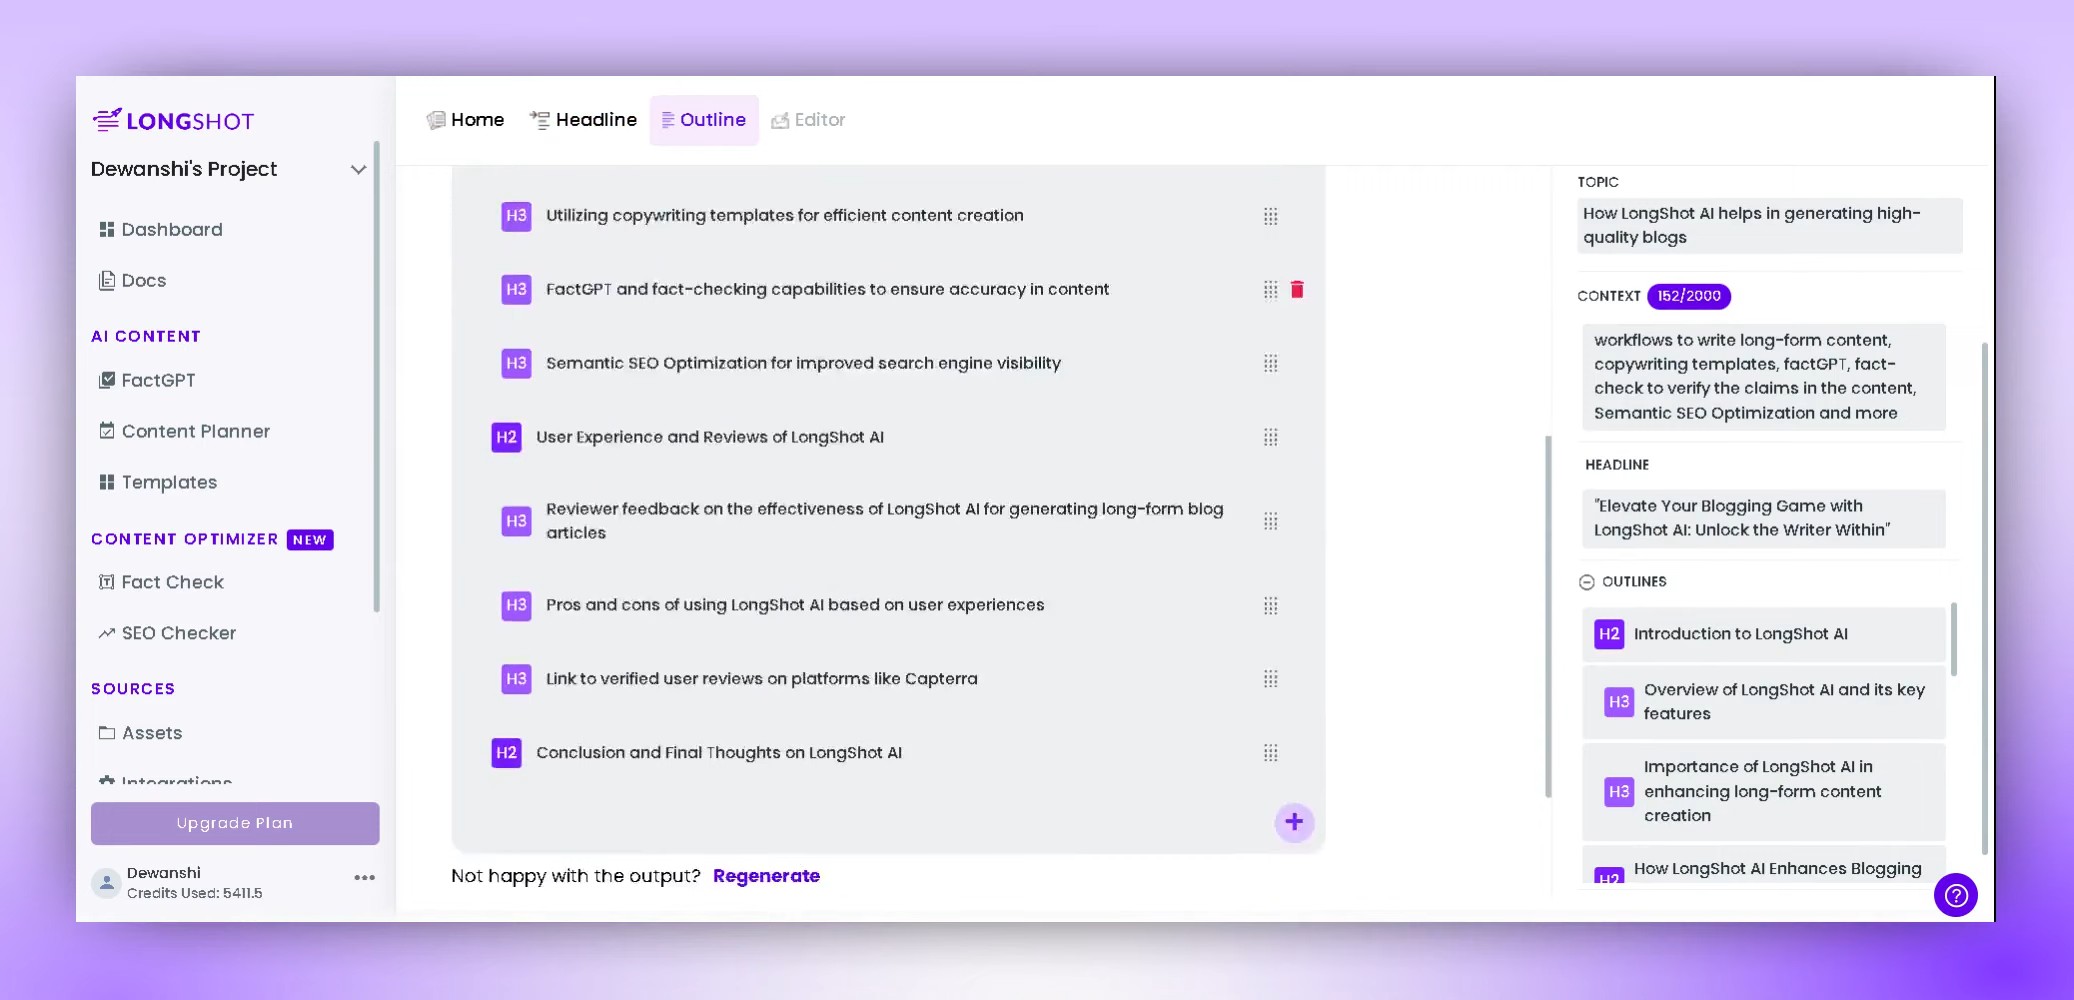 LONGSHOT
Dewanshi's Project
Dashboard
Docs
AI CONTENT
FactGPT
Content Planner
Templates
CONTENT OPTIMIZER NEW
Fact Check
SEO Checker
SOURCES
Assets
Integrations
Upgrade Plan
Dewanshi
Credits Used: 5411.5
Home Headline Outline Editor
H3 Utilizing copywriting templates for efficient content creation
H3 FactGPT and fact-checking capabilities to ensure accuracy in content
H3 Semantic SEO Optimization for improved search engine visibility
H2 User Experience and Reviews of LongShot AI
H3 Reviewer feedback on the effectiveness of LongShot AI for generating long-form blog
articles
H3 Pros and cons of using LongShot AI based on user experiences
H3 Link to verified user reviews on platforms like Capterra
H2 Conclusion and Final Thoughts on LongShot AI
Not happy with the output? Regenerate
TOPIC
How LongShot AI helps in generating high-
quality blogs
CONTEXT 152/2000
workflows to write long-form content,
copywriting templates, factGPT, fact-
check to verify the claims in the content,
Semantic SEO Optimization and more
HEADLINE
"Elevate Your Blogging Game with
LongShot AI: Unlock the Writer Within"
OUTLINES
H2 Introduction to LongShot AI
H3 Overview of LongShot AI and its key
features
H3 Importance of LongShot AI in
enhancing long-form content
creation
H2 How LongShot AI Enhances Blogging